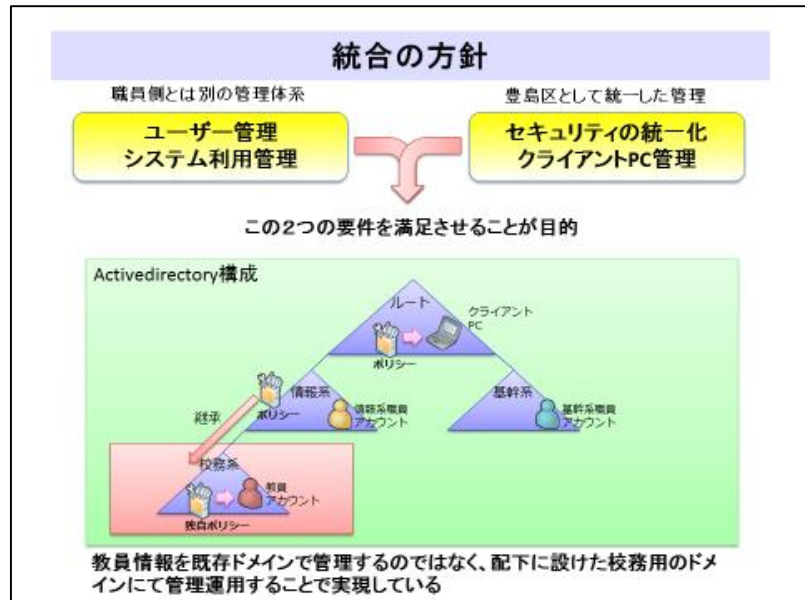 統合の方針
職員側とは別の管理体系
豊島区として統一した管理
ユーザー管理
システム利用管理
セキュリティの統一化
クライアントPC管理
この２つの要件を満足させることが目的
Activedirectory構成
ルート
クライアント
PC
ポリシー
情報系
ポリシー
情報系職員
アカウント
基幹系
基幹系職員
アカウント
継承
校務系
教員
アカウント
独自ポリシー
教員情報を既存ドメインで管理するのではなく、配下に設けた校務用のドメ
インにて管理運用することで実現している